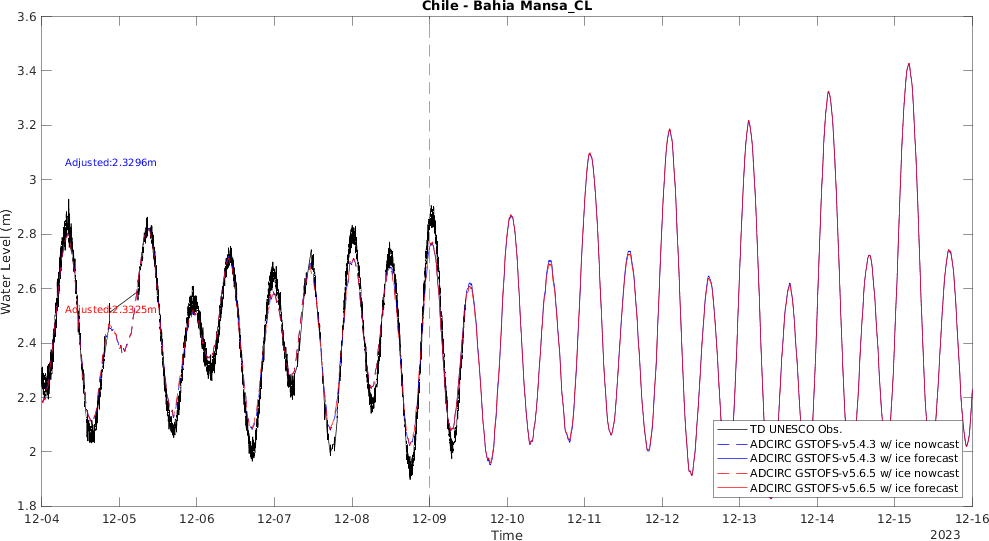 Chile - Bahia Mansa_CL
3.6
3.4
3.2
3
2.8
2.6
2.4
2.2
2
1.8
Water Level (m)
Adjusted:2.3296m
Adjusted:2.3325m
TD UNESCO Obs.
ADCIRC GSTOFS-v5.4.3 w/ ice nowcast
ADCIRC GSTOFS-v5.4.3 w/ ice forecast
ADCIRC GSTOFS-v5.6.5 w/ ice nowcast
ADCIRC GSTOFS-v5.6.5 w/ ice forecast
12-04 12-05 12-06 12-07 12-08 12-09 12-10 12-11 12-12 12-13 12-14 12-15 12-16
Time
2023